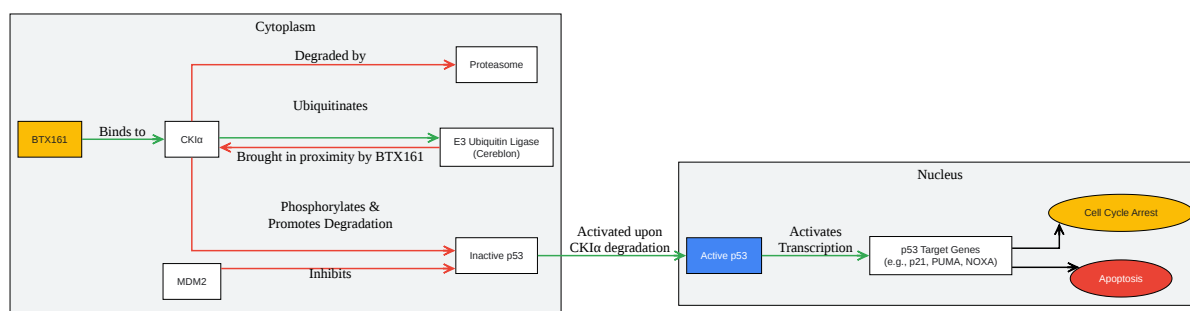 Cytoplasm
Degraded by
Proteasome
Ubiquitinates
BTX161
Binds to
CKIα
E3 Ubiquitin Ligase
(Cereblon)
Brought in proximity by BTX161
Phosphorylates &
Promotes Degradation
Inactive p53
MDM2
Inhibits
Activated upon
CKIα degradation
Nucleus
Active p53
Activates
Transcription
p53 Target Genes
(e.g., p21, PUMA, NOXA)
Cell Cycle Arrest
Apoptosis